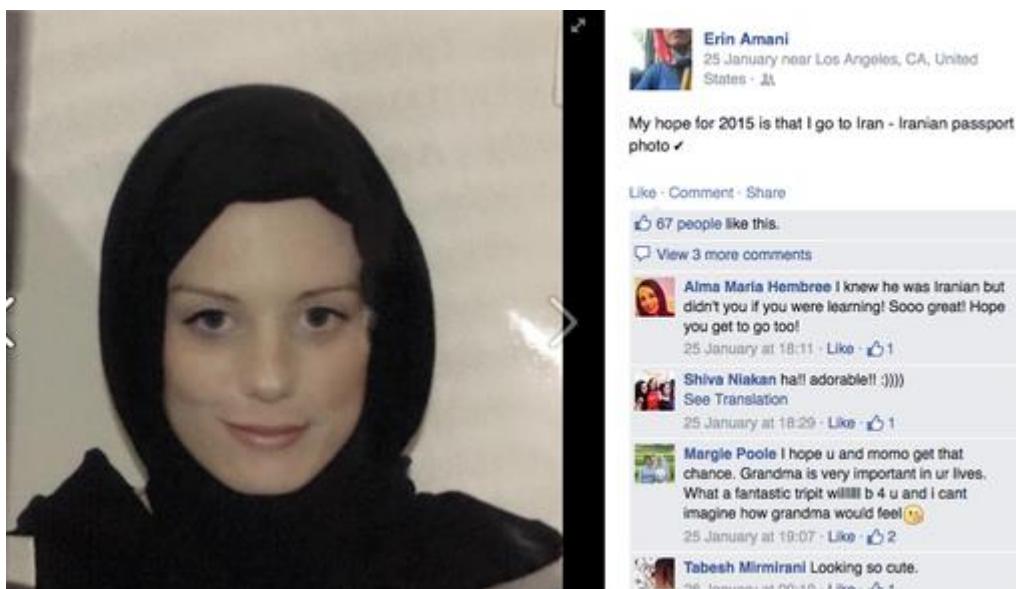 Erin Amani
25 January near Los Angeles, CA, United
States ·
My hope for 2015 is that I go to Iran - Iranian passport
photo ✔
Like · Comment · Share
67 people like this.
View 3 more comments
Alma Maria Hembree I knew he was Iranian but
didn't you if you were learning! Sooo great! Hope
you get to go too!
25 January at 18:11 · Like · 1
Shiva Niakan ha!! adorable!! :))))
See Translation
25 January at 18:29 · Like · 1
Margie Poole I hope u and momo get that
chance. Grandma is very important in ur lives.
What a fantastic tripit willlllll b 4 u and i cant
imagine how grandma would feel😘
25 January at 19:07 · Like · 2
Tabesh Mirmirani Looking so cute.